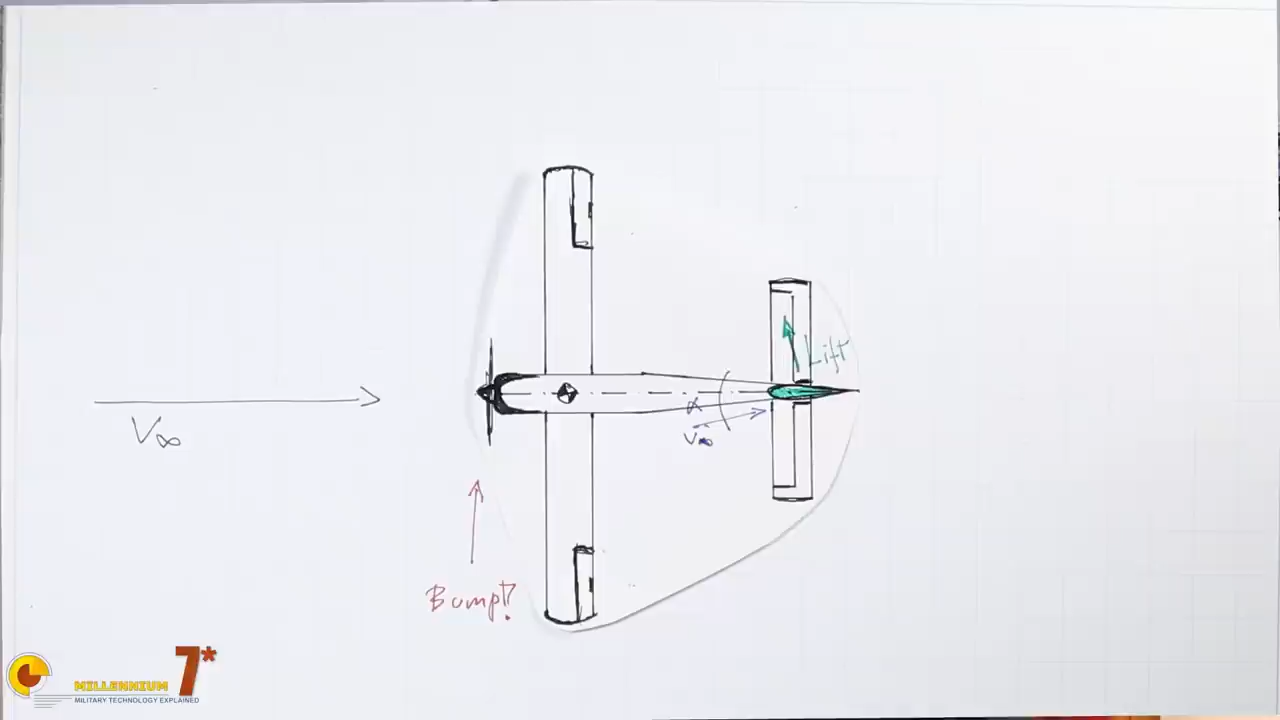 Lift
α
V∞
V∞
Bump!?
7*
MILLENNIUM
MILITARY TECHNOLOGY EXPLAINED